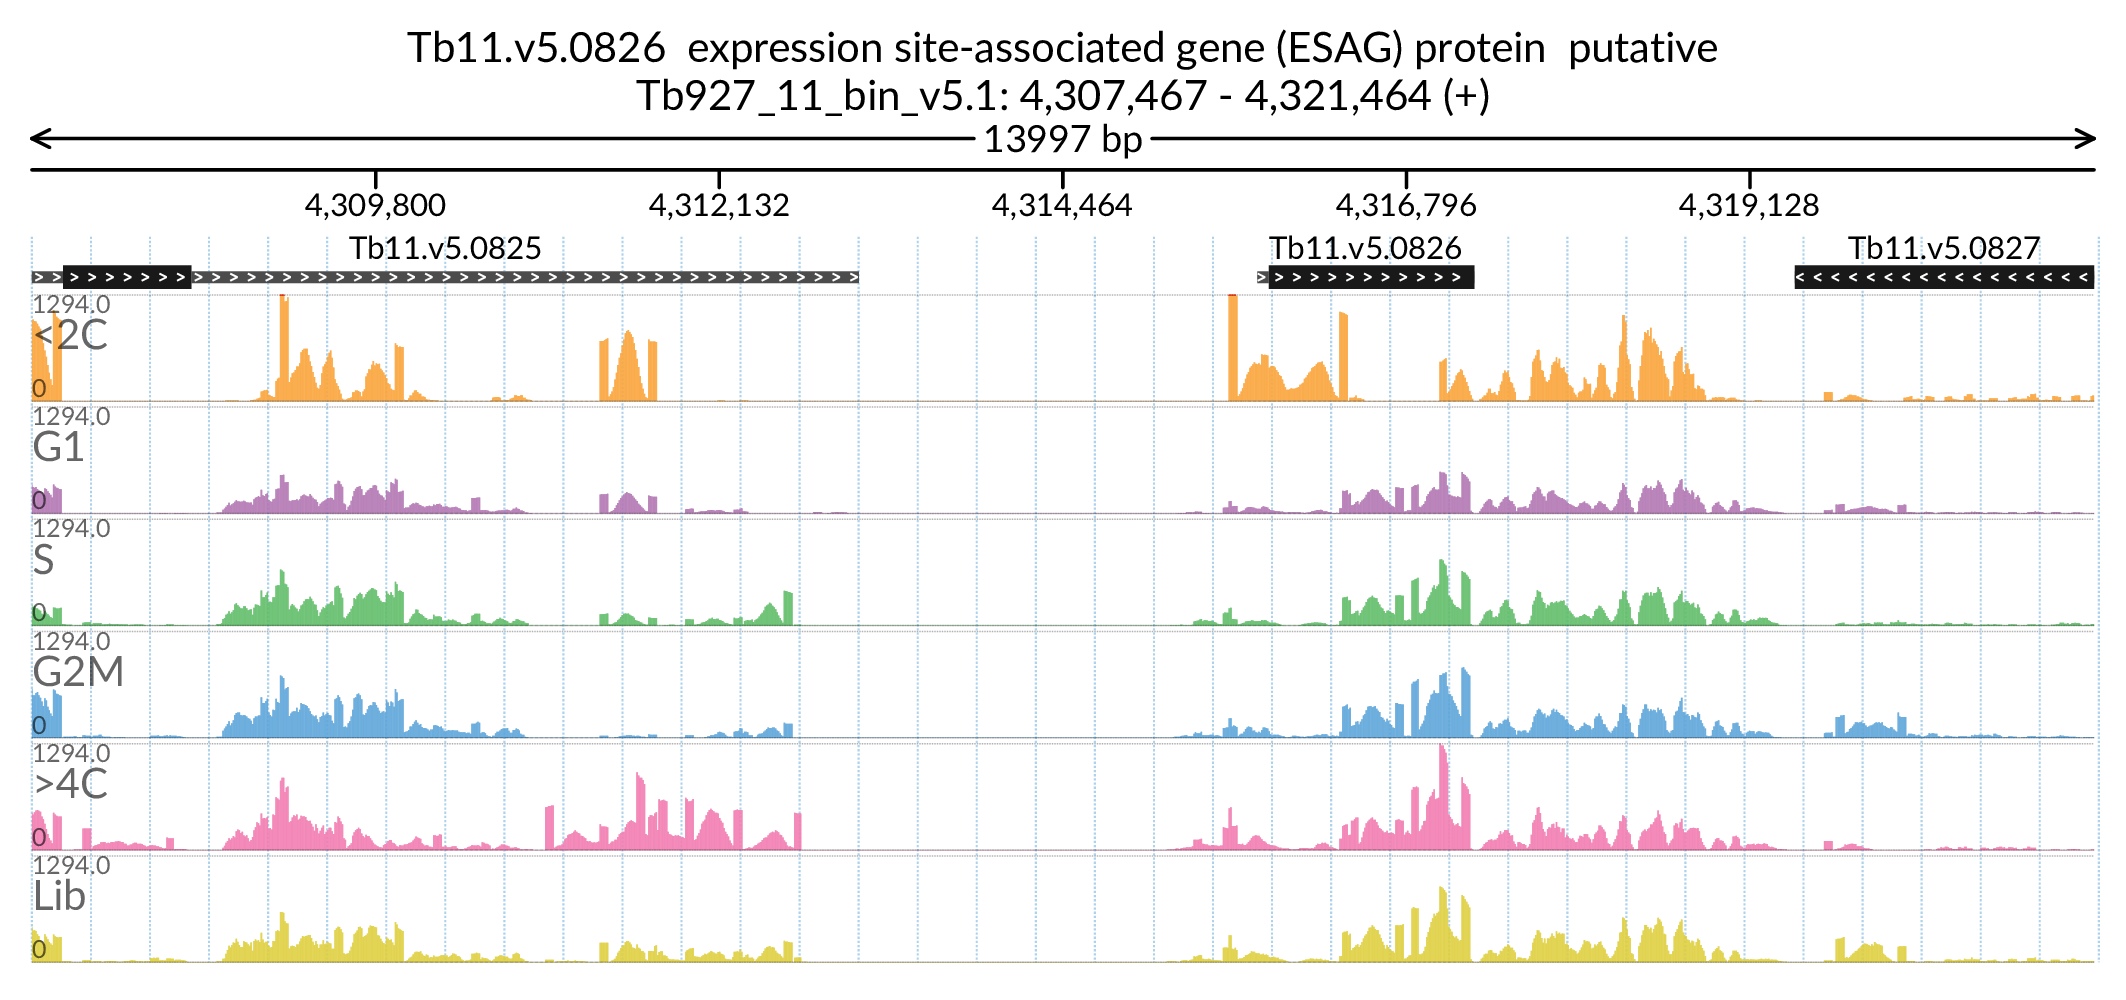 Tb11.v5.0826  expression site-associated gene (ESAG) protein  putative
Tb927_11_bin_v5.1: 4,307,467 - 4,321,464 (+)
13997 bp
4,309,800 4,312,132 4,314,464 4,316,796 4,319,128
Tb11.v5.0825 Tb11.v5.0826 Tb11.v5.0827
1294.0
<2C
0
1294.0
G1
0
1294.0
S
0
1294.0
G2M
0
1294.0
>4C
0
1294.0
Lib
0